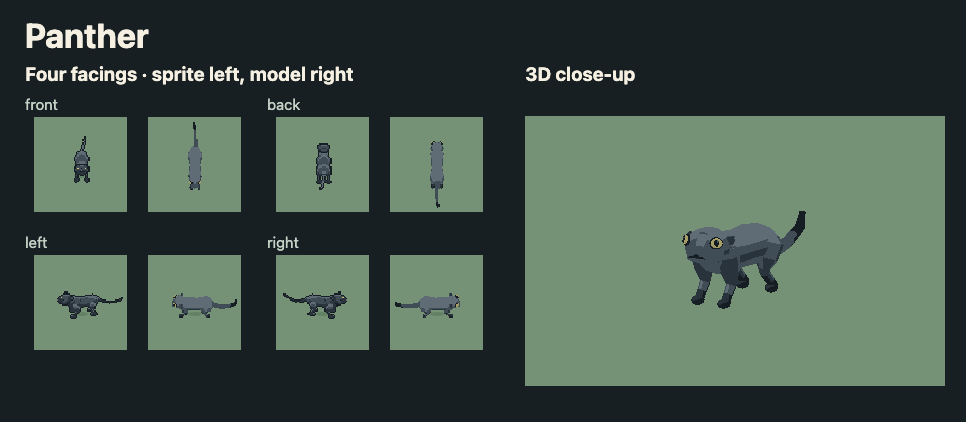 Panther
Four facings · sprite left, model right
3D close-up
front
back
left
right